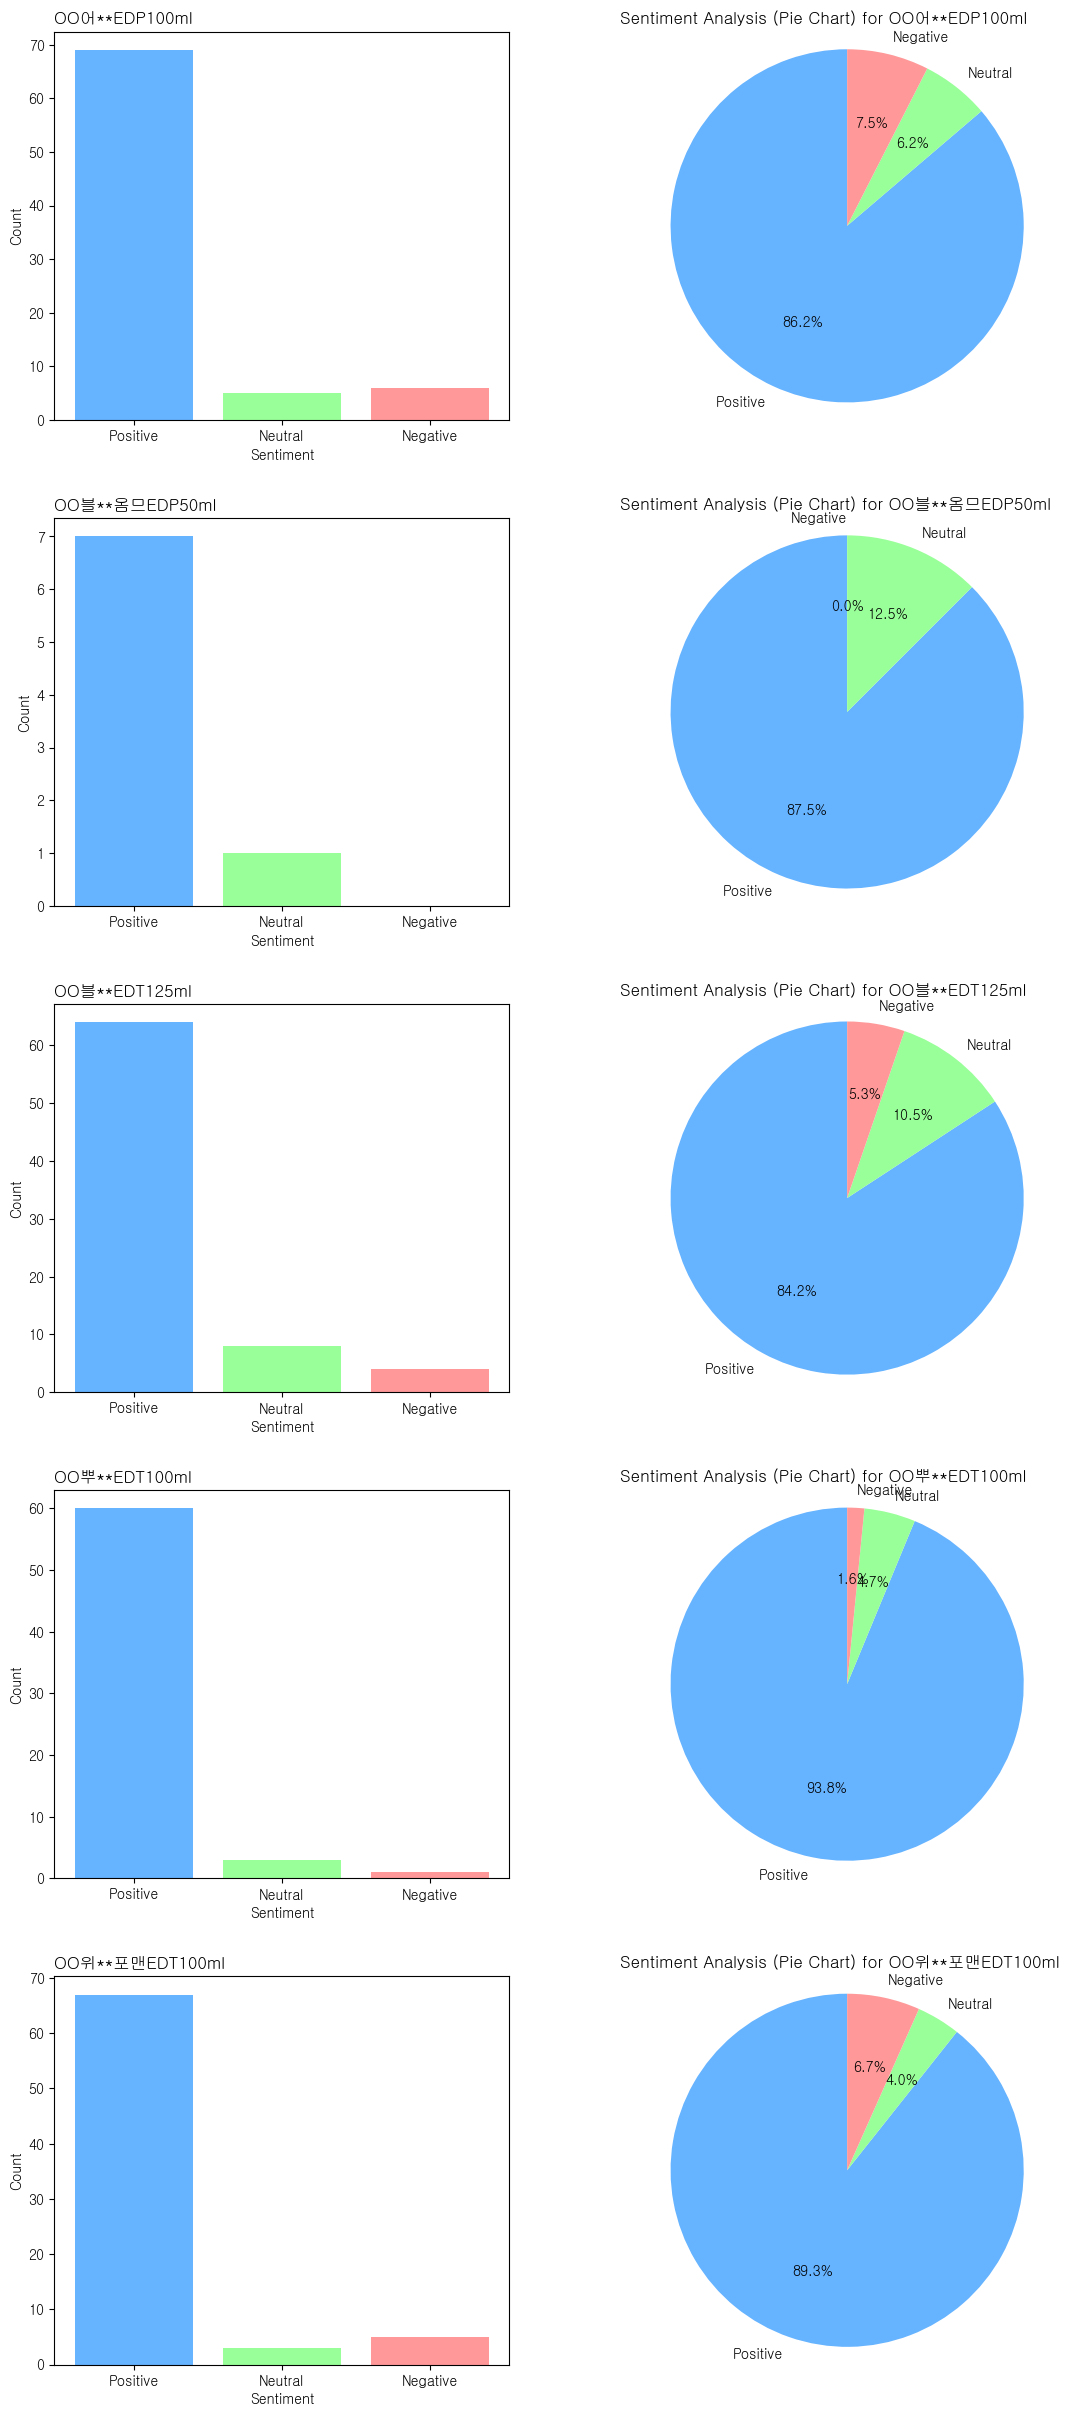 OO어**EDP100ml
Count
70
60
50
40
30
20
10
0
Positive
Neutral
Negative
Sentiment
Sentiment Analysis (Pie Chart) for OO어**EDP100ml
Negative
Neutral
7.5%
6.2%
86.2%
Positive
OO블**옴므EDP50ml
Count
7
6
5
4
3
2
1
0
Positive
Neutral
Negative
Sentiment
Sentiment Analysis (Pie Chart) for OO블**옴므EDP50ml
Negative
Neutral
0.0%
12.5%
87.5%
Positive
OO블**EDT125ml
Count
60
50
40
30
20
10
0
Positive
Neutral
Negative
Sentiment
Sentiment Analysis (Pie Chart) for OO블**EDT125ml
Negative
Neutral
5.3%
10.5%
84.2%
Positive
OO뿌**EDT100ml
Count
60
50
40
30
20
10
0
Positive
Neutral
Negative
Sentiment
Sentiment Analysis (Pie Chart) for OO뿌**EDT100ml
Negative
Neutral
1.6%
4.7%
93.8%
Positive
OO위**포맨EDT100ml
Count
70
60
50
40
30
20
10
0
Positive
Neutral
Negative
Sentiment
Sentiment Analysis (Pie Chart) for OO위**포맨EDT100ml
Negative
Neutral
6.7%
4.0%
89.3%
Positive